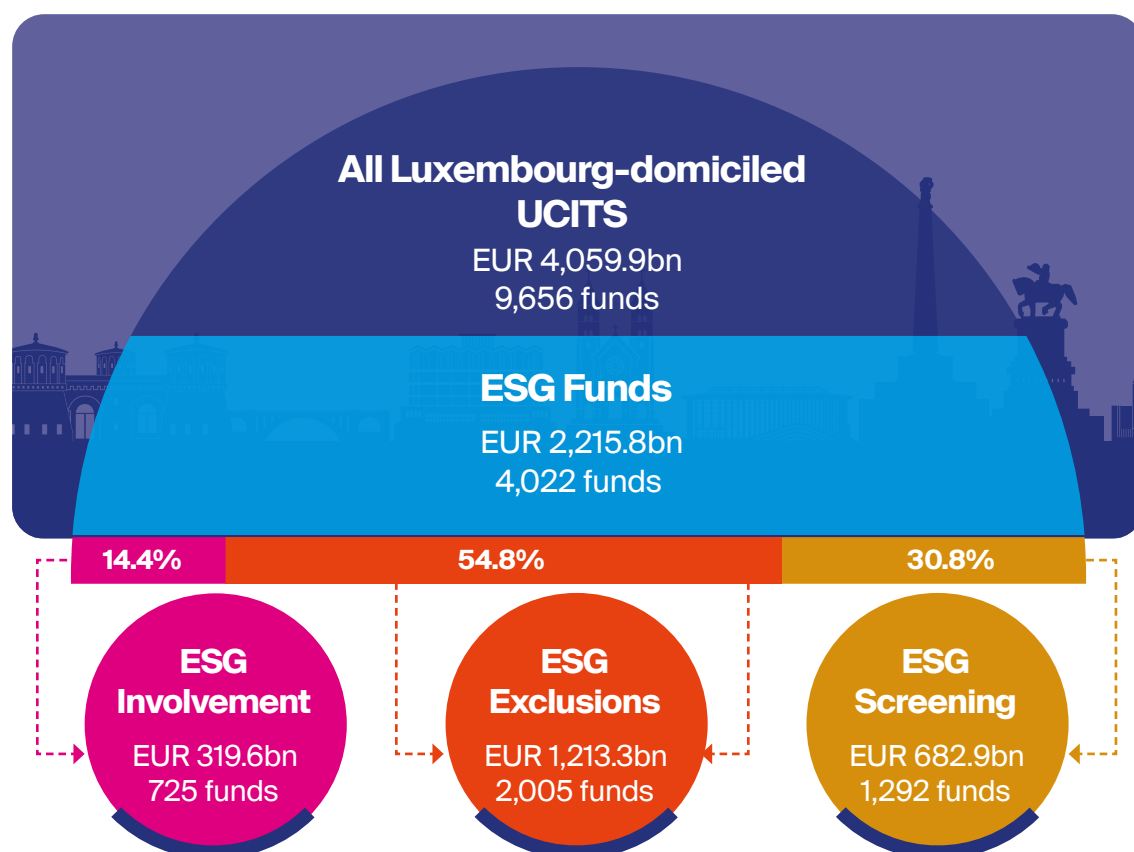 All Luxembourg-domiciled
UCITS
EUR 4,059.9bn
9,656 funds
ESG Funds
EUR 2,215.8bn
4,022 funds
14.4%
54.8%
30.8%
ESG
Involvement
EUR 319.6bn
725 funds
ESG
Exclusions
EUR 1,213.3bn
2,005 funds
ESG
Screening
EUR 682.9bn
1,292 funds